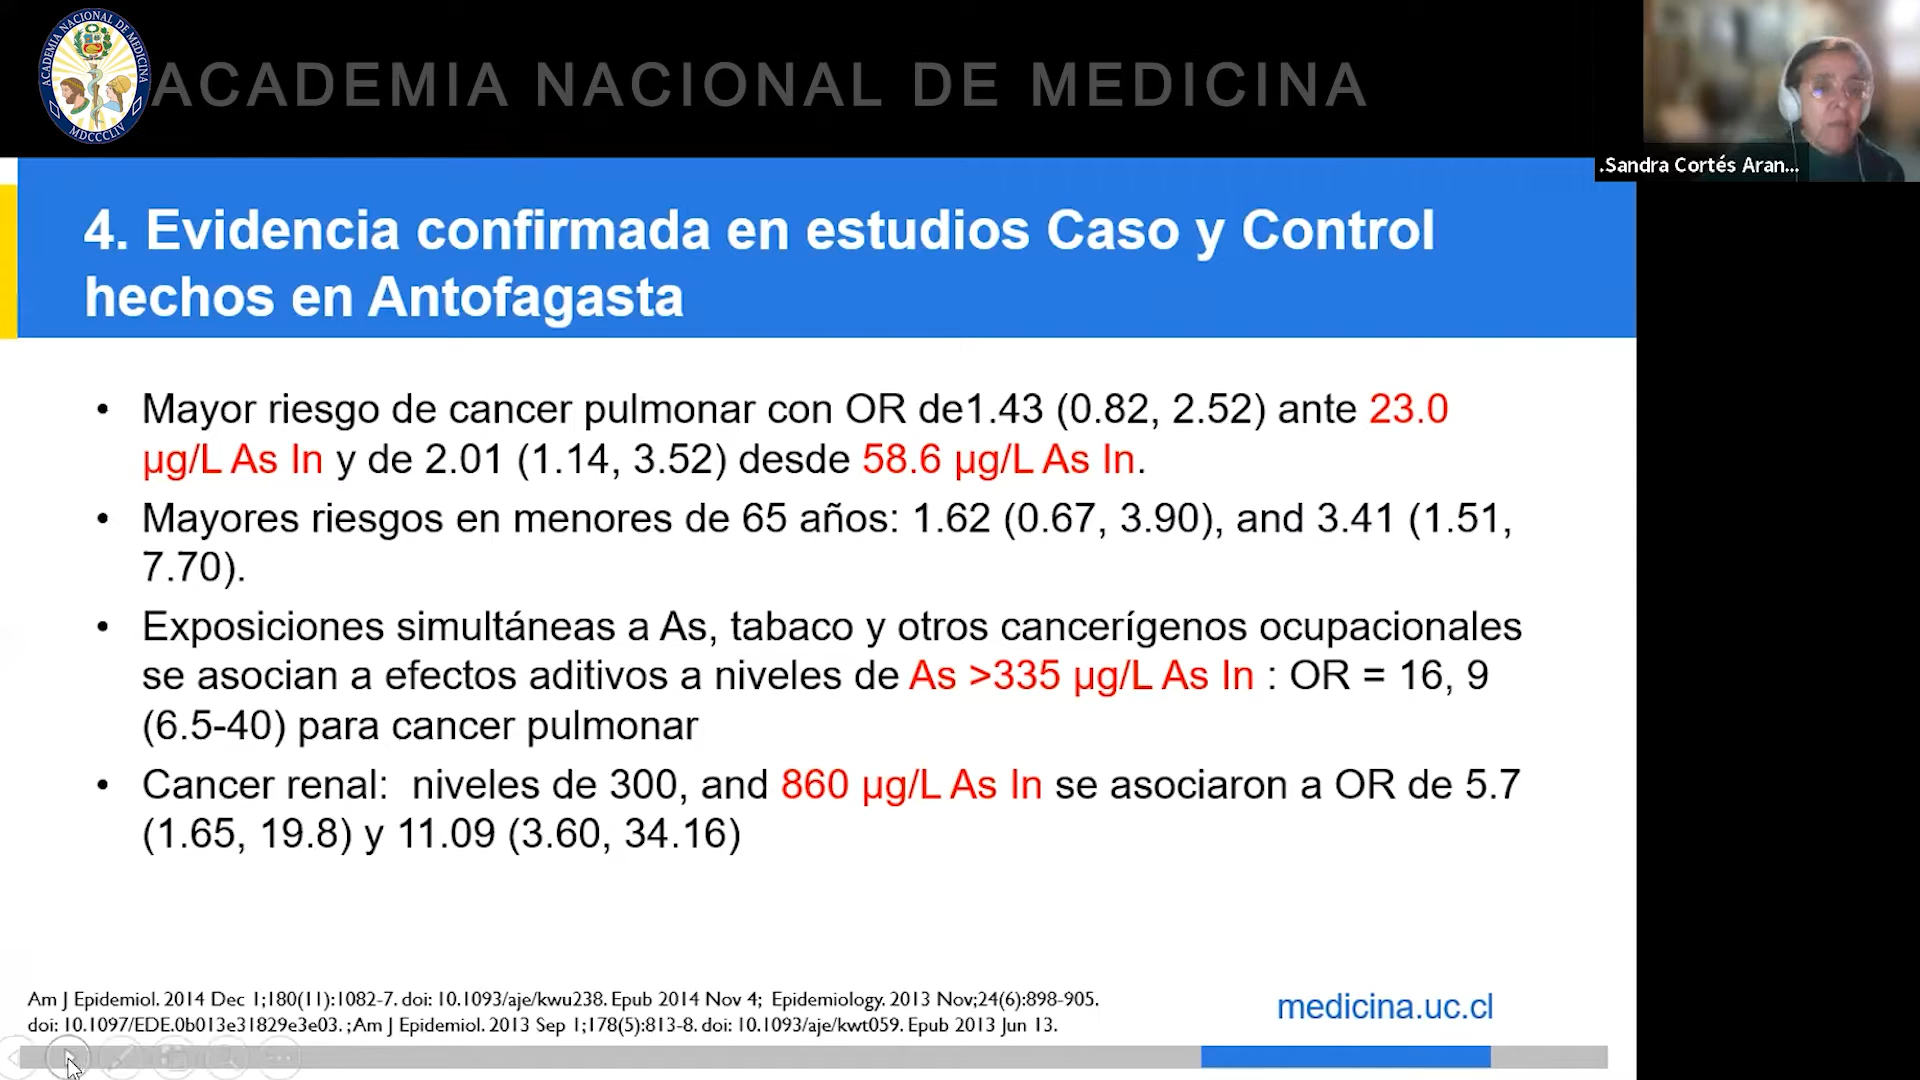 ACADEMIA NACIONAL DE MEDICINA
MDCCCLIV
ACADEMIA NACIONAL DE MEDICINA
.Sandra Cortés Aran...
4. Evidencia confirmada en estudios Caso y Control
hechos en Antofagasta
• Mayor riesgo de cancer pulmonar con OR de1.43 (0.82, 2.52) ante 23.0
µg/L As In y de 2.01 (1.14, 3.52) desde 58.6 µg/L As In.
• Mayores riesgos en menores de 65 años: 1.62 (0.67, 3.90), and 3.41 (1.51,
7.70).
• Exposiciones simultáneas a As, tabaco y otros cancerígenos ocupacionales
se asocian a efectos aditivos a niveles de As >335 µg/L As In : OR = 16, 9
(6.5-40) para cancer pulmonar
• Cancer renal:  niveles de 300, and 860 µg/L As In se asociaron a OR de 5.7
(1.65, 19.8) y 11.09 (3.60, 34.16)
Am J Epidemiol. 2014 Dec 1;180(11):1082-7. doi: 10.1093/aje/kwu238. Epub 2014 Nov 4;  Epidemiology. 2013 Nov;24(6):898-905.
doi: 10.1097/EDE.0b013e31829e3e03. ;Am J Epidemiol. 2013 Sep 1;178(5):813-8. doi: 10.1093/aje/kwt059. Epub 2013 Jun 13.
medicina.uc.cl